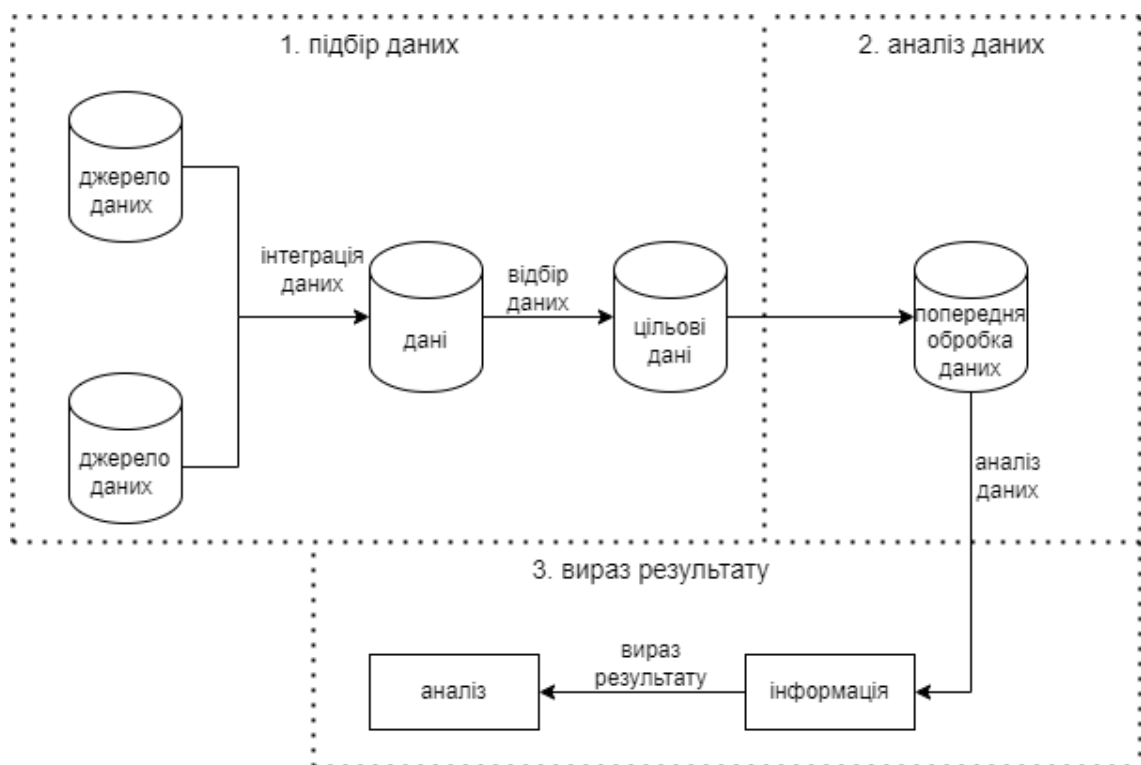 1. підбір даних
2. аналіз даних
джерело
даних
інтеграція
даних
дані
відбір
даних
цільові
дані
попередня
обробка
даних
джерело
даних
аналіз
даних
3. вираз результату
аналіз
вираз
результату
інформація